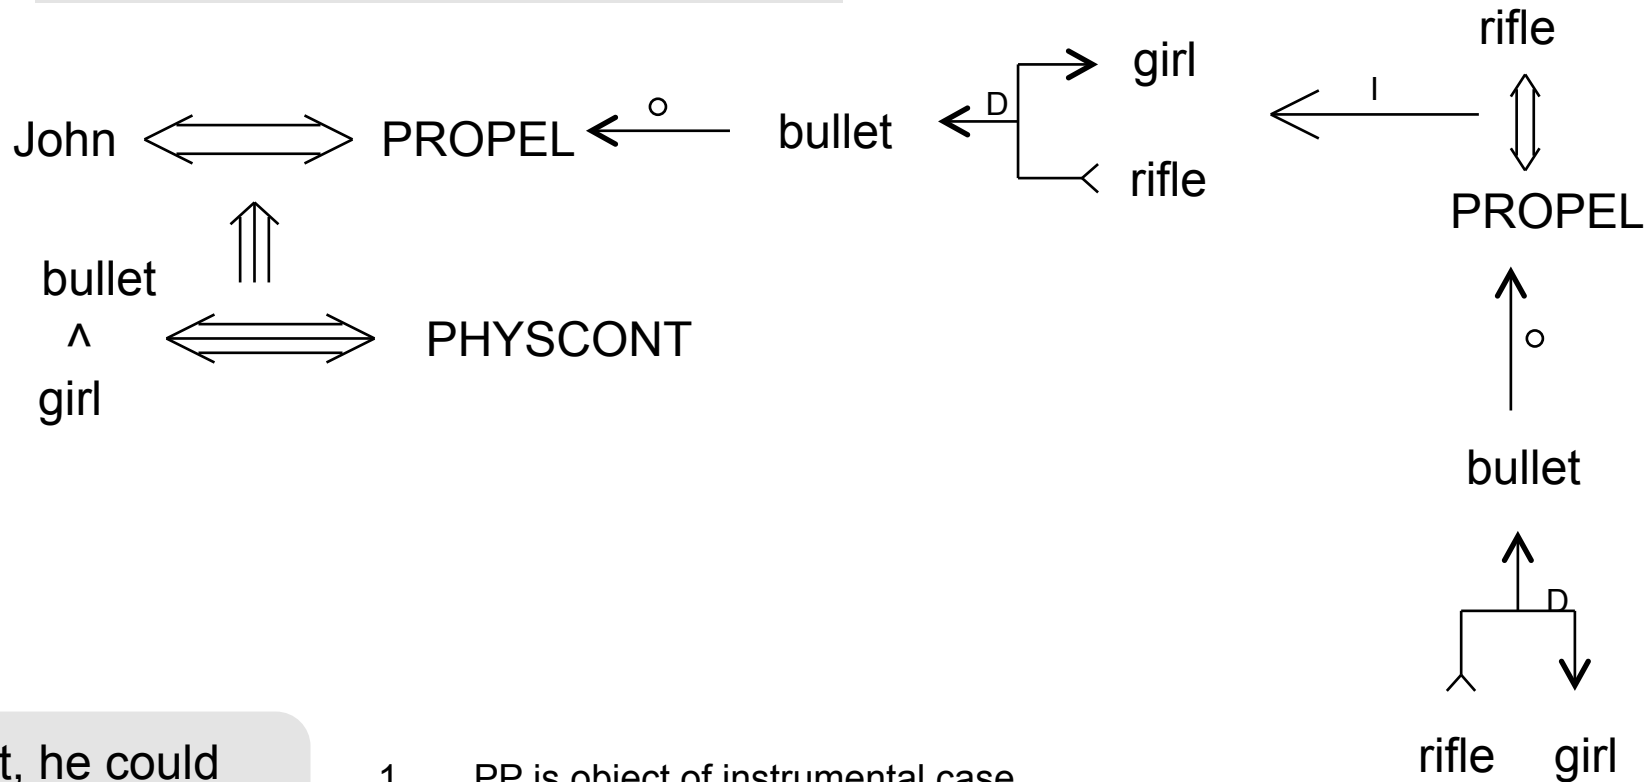 rifle
girl
John PROPEL o bullet D I
rifle
PROPEL
bullet
^ PHYSCONT o
girl
bullet
D
t, he could
rifle girl
1 PP is object of instrumental case